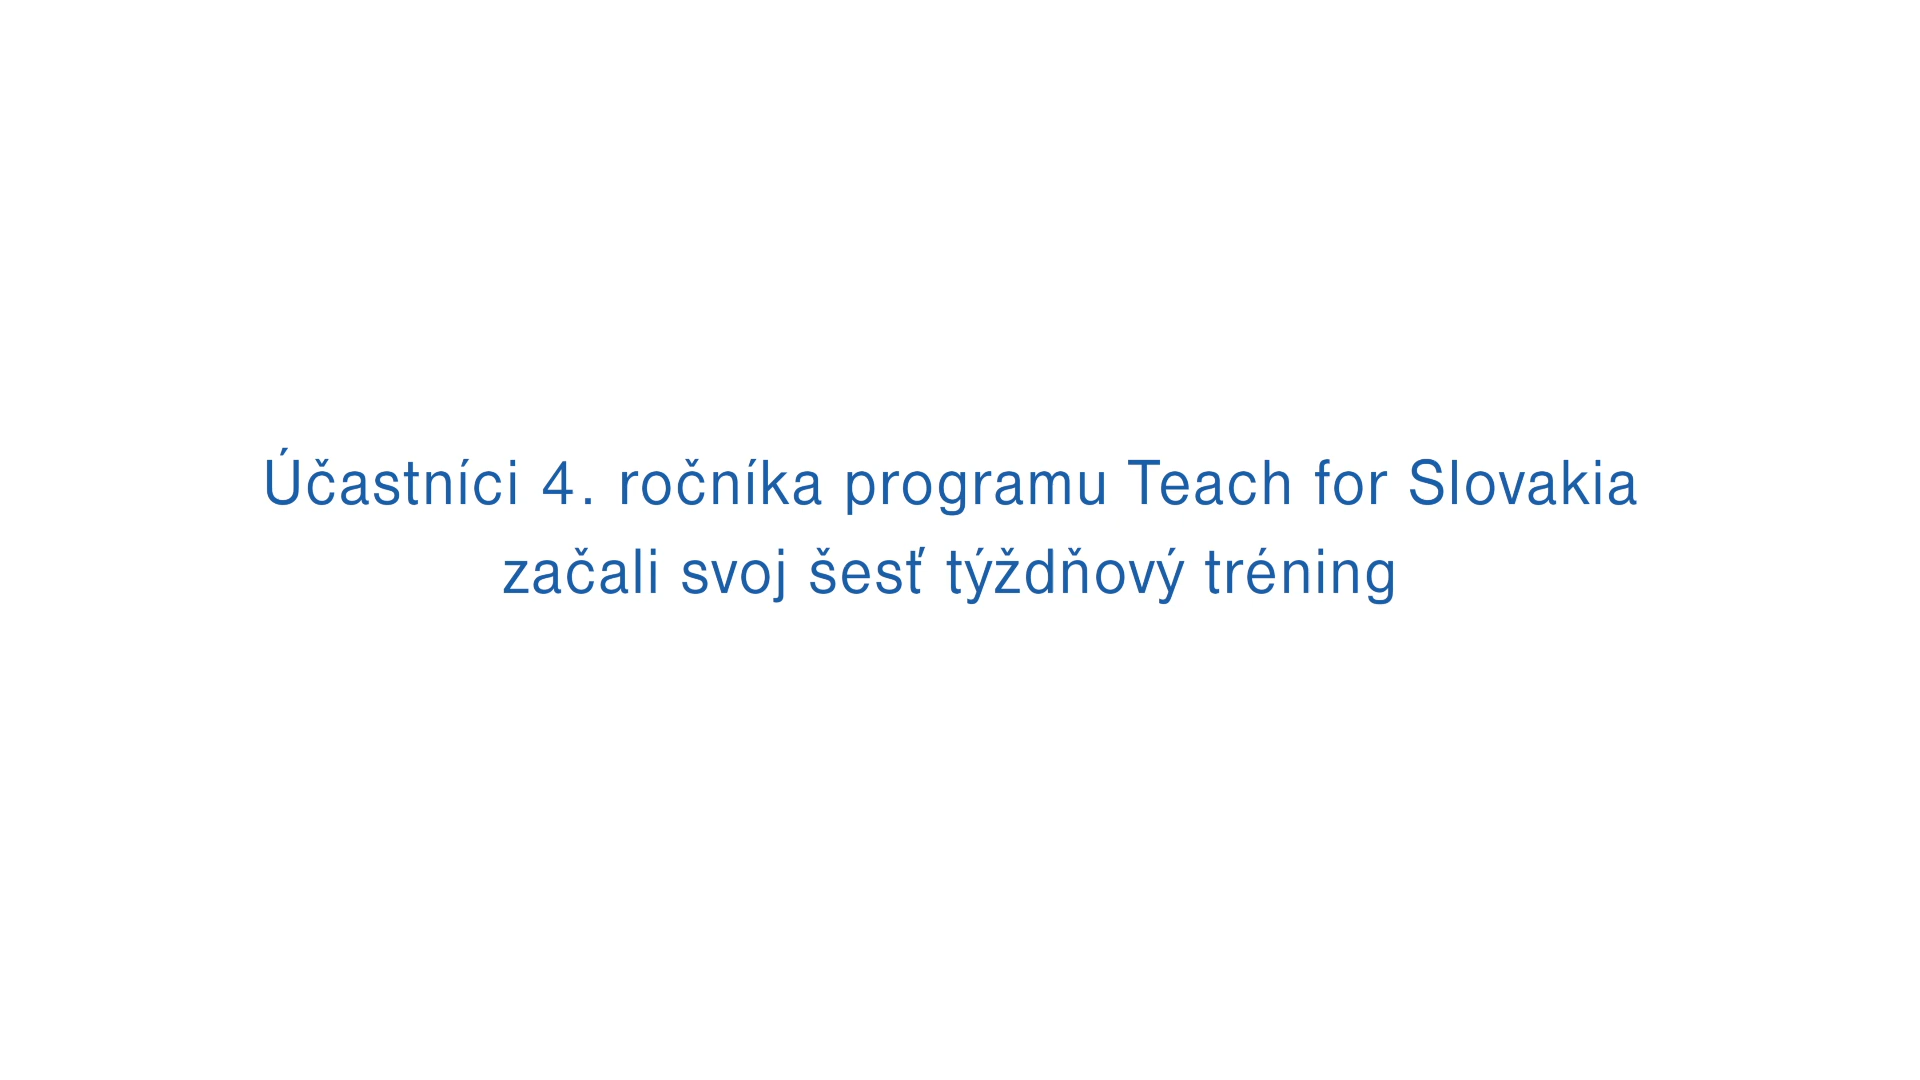 Účastníci 4. ročníka programu Teach for Slovakia
začali svoj šesť týždňový tréning